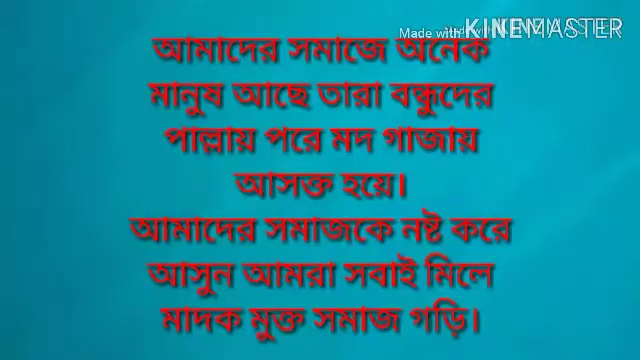 Made with KINEMASTER
আমাদের সমাজে অনেক
মানুষ আছে তারা বন্ধুদের
পাল্লায় পরে মদ গাজায়
আসক্ত হয়ে।
আমাদের সমাজকে নষ্ট করে
আসুন আমরা সবাই মিলে
মাদক মুক্ত সমাজ গড়ি।